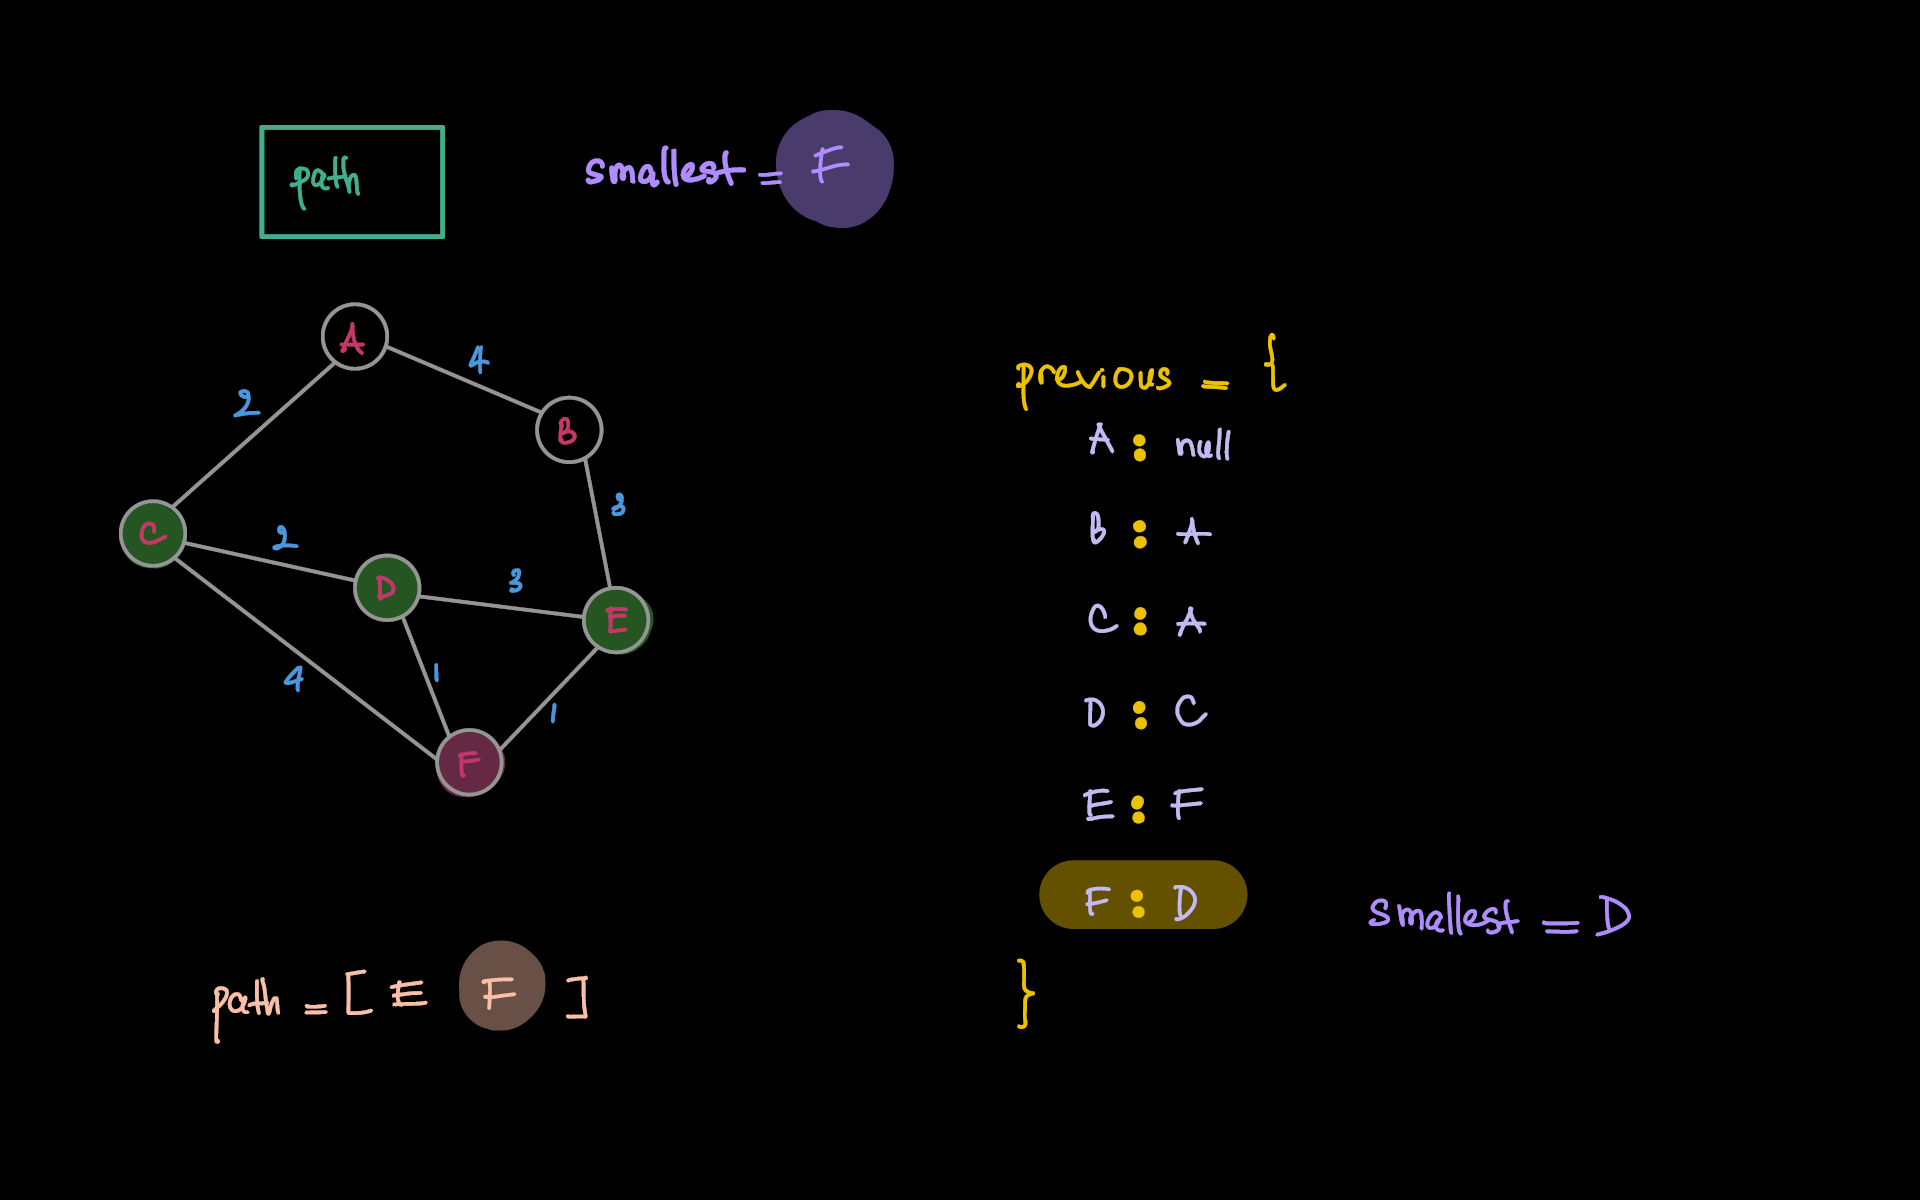 path
smallest = F
A
4
2
B
3
C
2
D
3
E
4
1
1
F
previous = {
A : null
B : A
C : A
D : C
E : F
F : D
smallest = D
}
path = [ E F ]